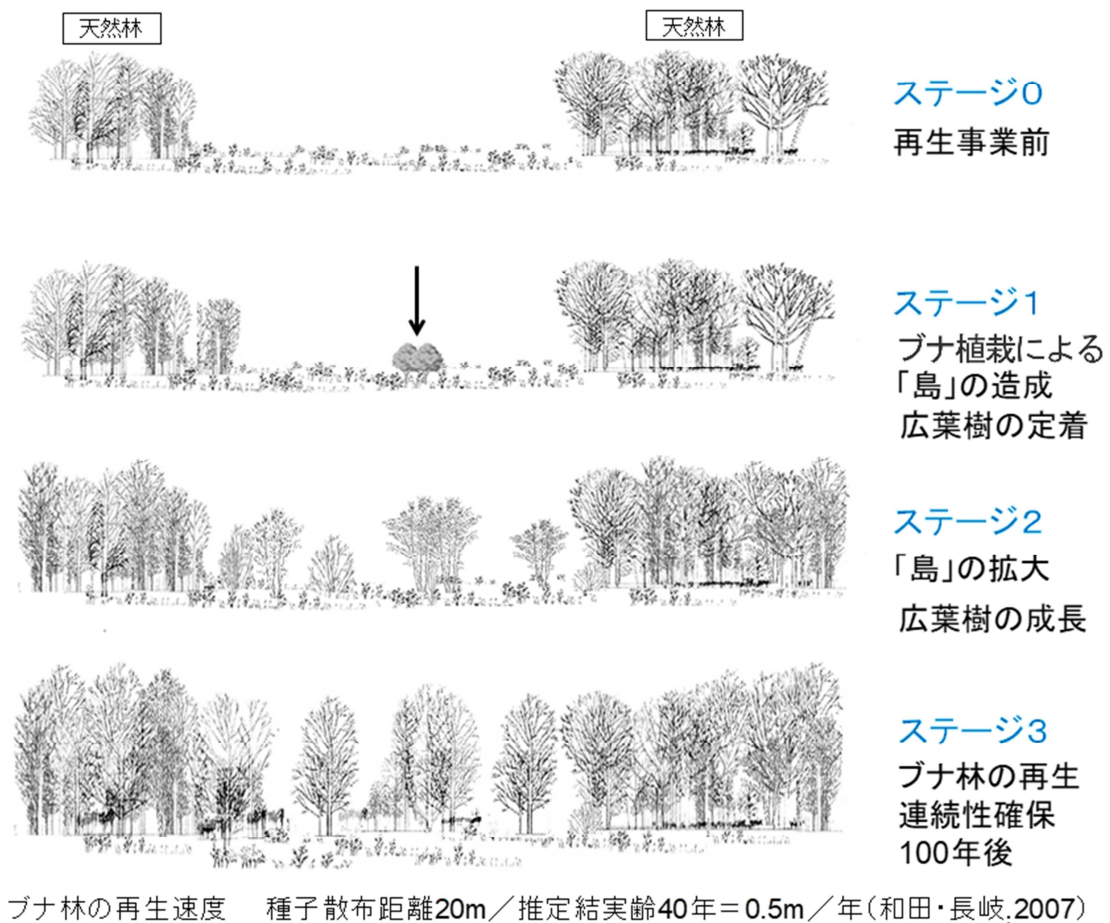 天然林
天然林
ステージ0
再生事業前
ステージ1
ブナ植栽による
「島」の造成
広葉樹の定着
ステージ2
「島」の拡大
広葉樹の成長
ステージ3
ブナ林の再生
連続性確保
100年後
ブナ林の再生速度　種子散布距離20m／推定結実齢40年＝0.5m／年(和田・長岐,2007)